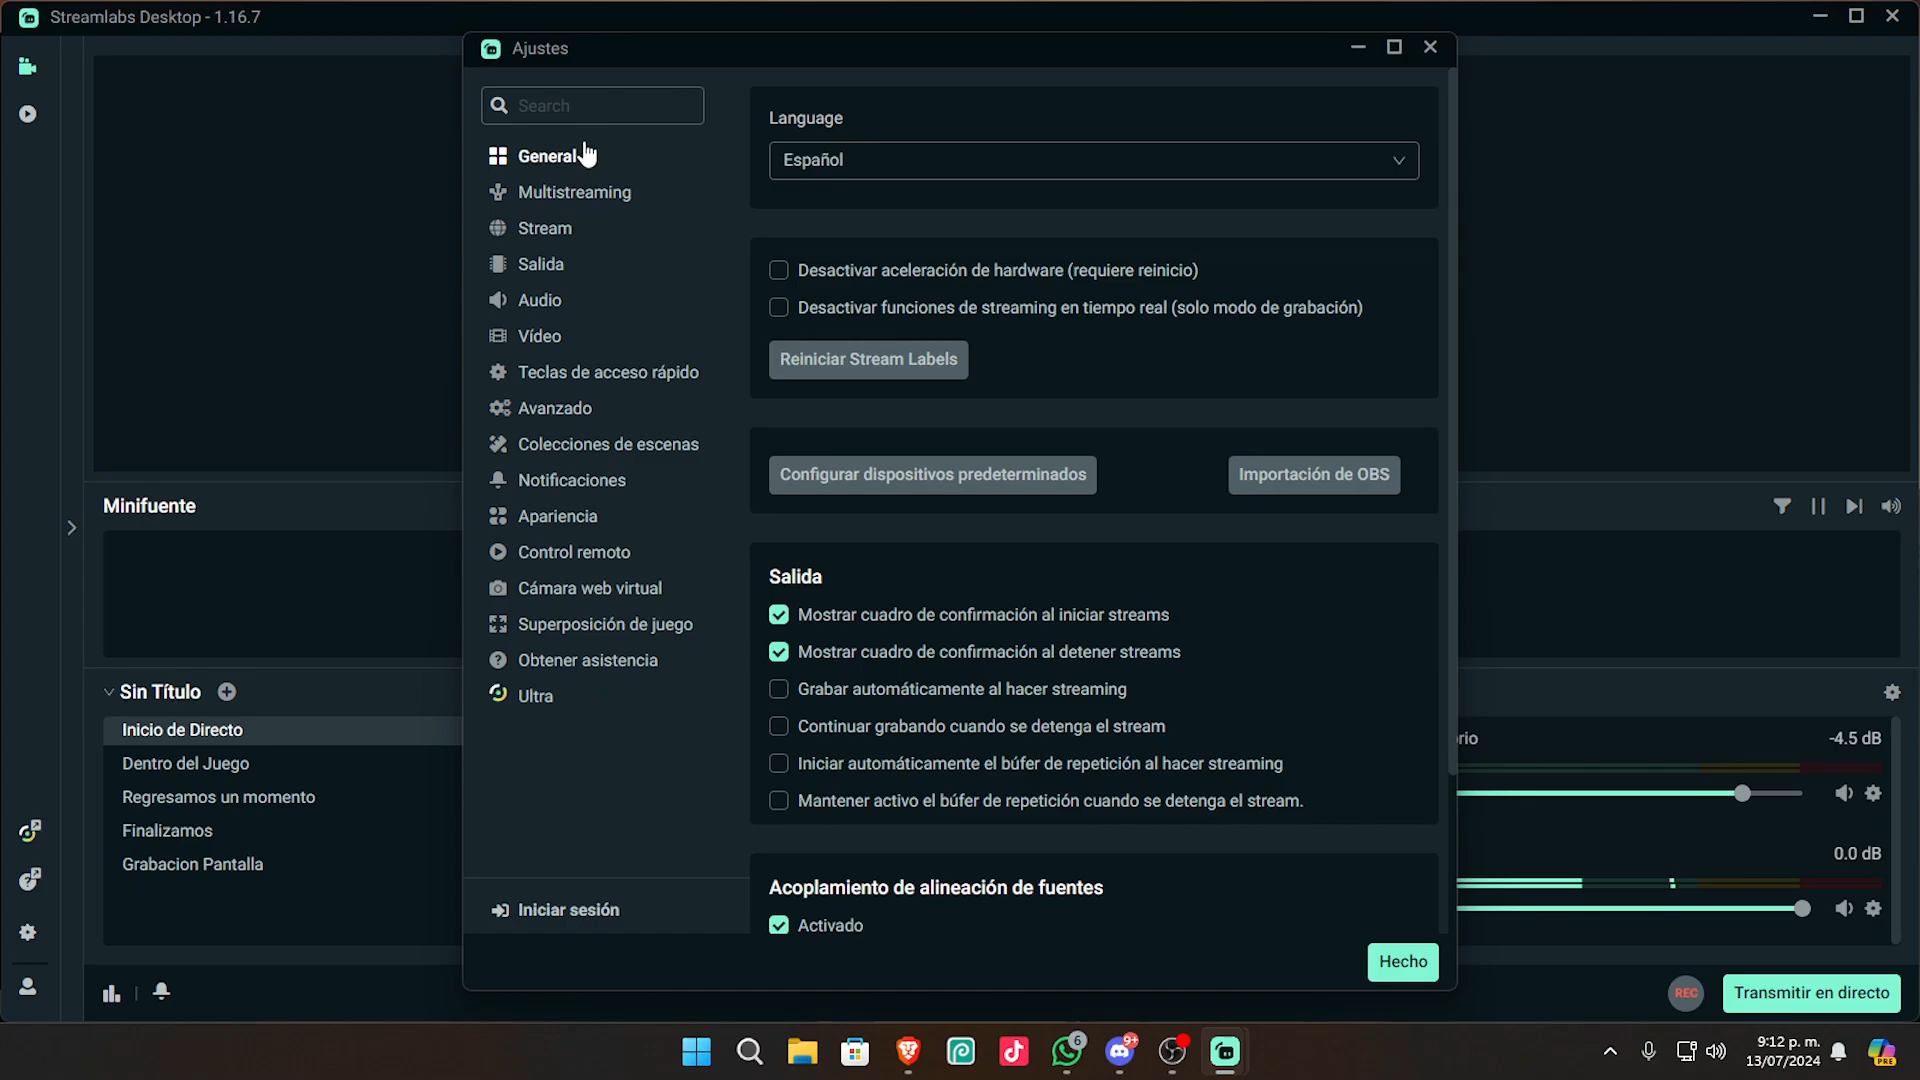 Streamlabs Desktop - 1.16.7
Ajustes
Search
General
Multistreaming
Stream
Salida
Audio
Vídeo
Teclas de acceso rápido
Avanzado
Colecciones de escenas
Notificaciones
Apariencia
Control remoto
Cámara web virtual
Superposición de juego
Obtener asistencia
Ultra
Iniciar sesión
Language
Español
Desactivar aceleración de hardware (requiere reinicio)
Desactivar funciones de streaming en tiempo real (solo modo de grabación)
Reiniciar Stream Labels
Configurar dispositivos predeterminados
Importación de OBS
Salida
Mostrar cuadro de confirmación al iniciar streams
Mostrar cuadro de confirmación al detener streams
Grabar automáticamente al hacer streaming
Continuar grabando cuando se detenga el stream
Iniciar automáticamente el búfer de repetición al hacer streaming
Mantener activo el búfer de repetición cuando se detenga el stream.
Acoplamiento de alineación de fuentes
Activado
Hecho
Minifuente
Sin Título
Inicio de Directo
Dentro del Juego
Regresamos un momento
Finalizamos
Grabacion Pantalla
rio
-4.5 dB
0.0 dB
REC
Transmitir en directo
6
9+
9:12 p. m.
13/07/2024
PRE